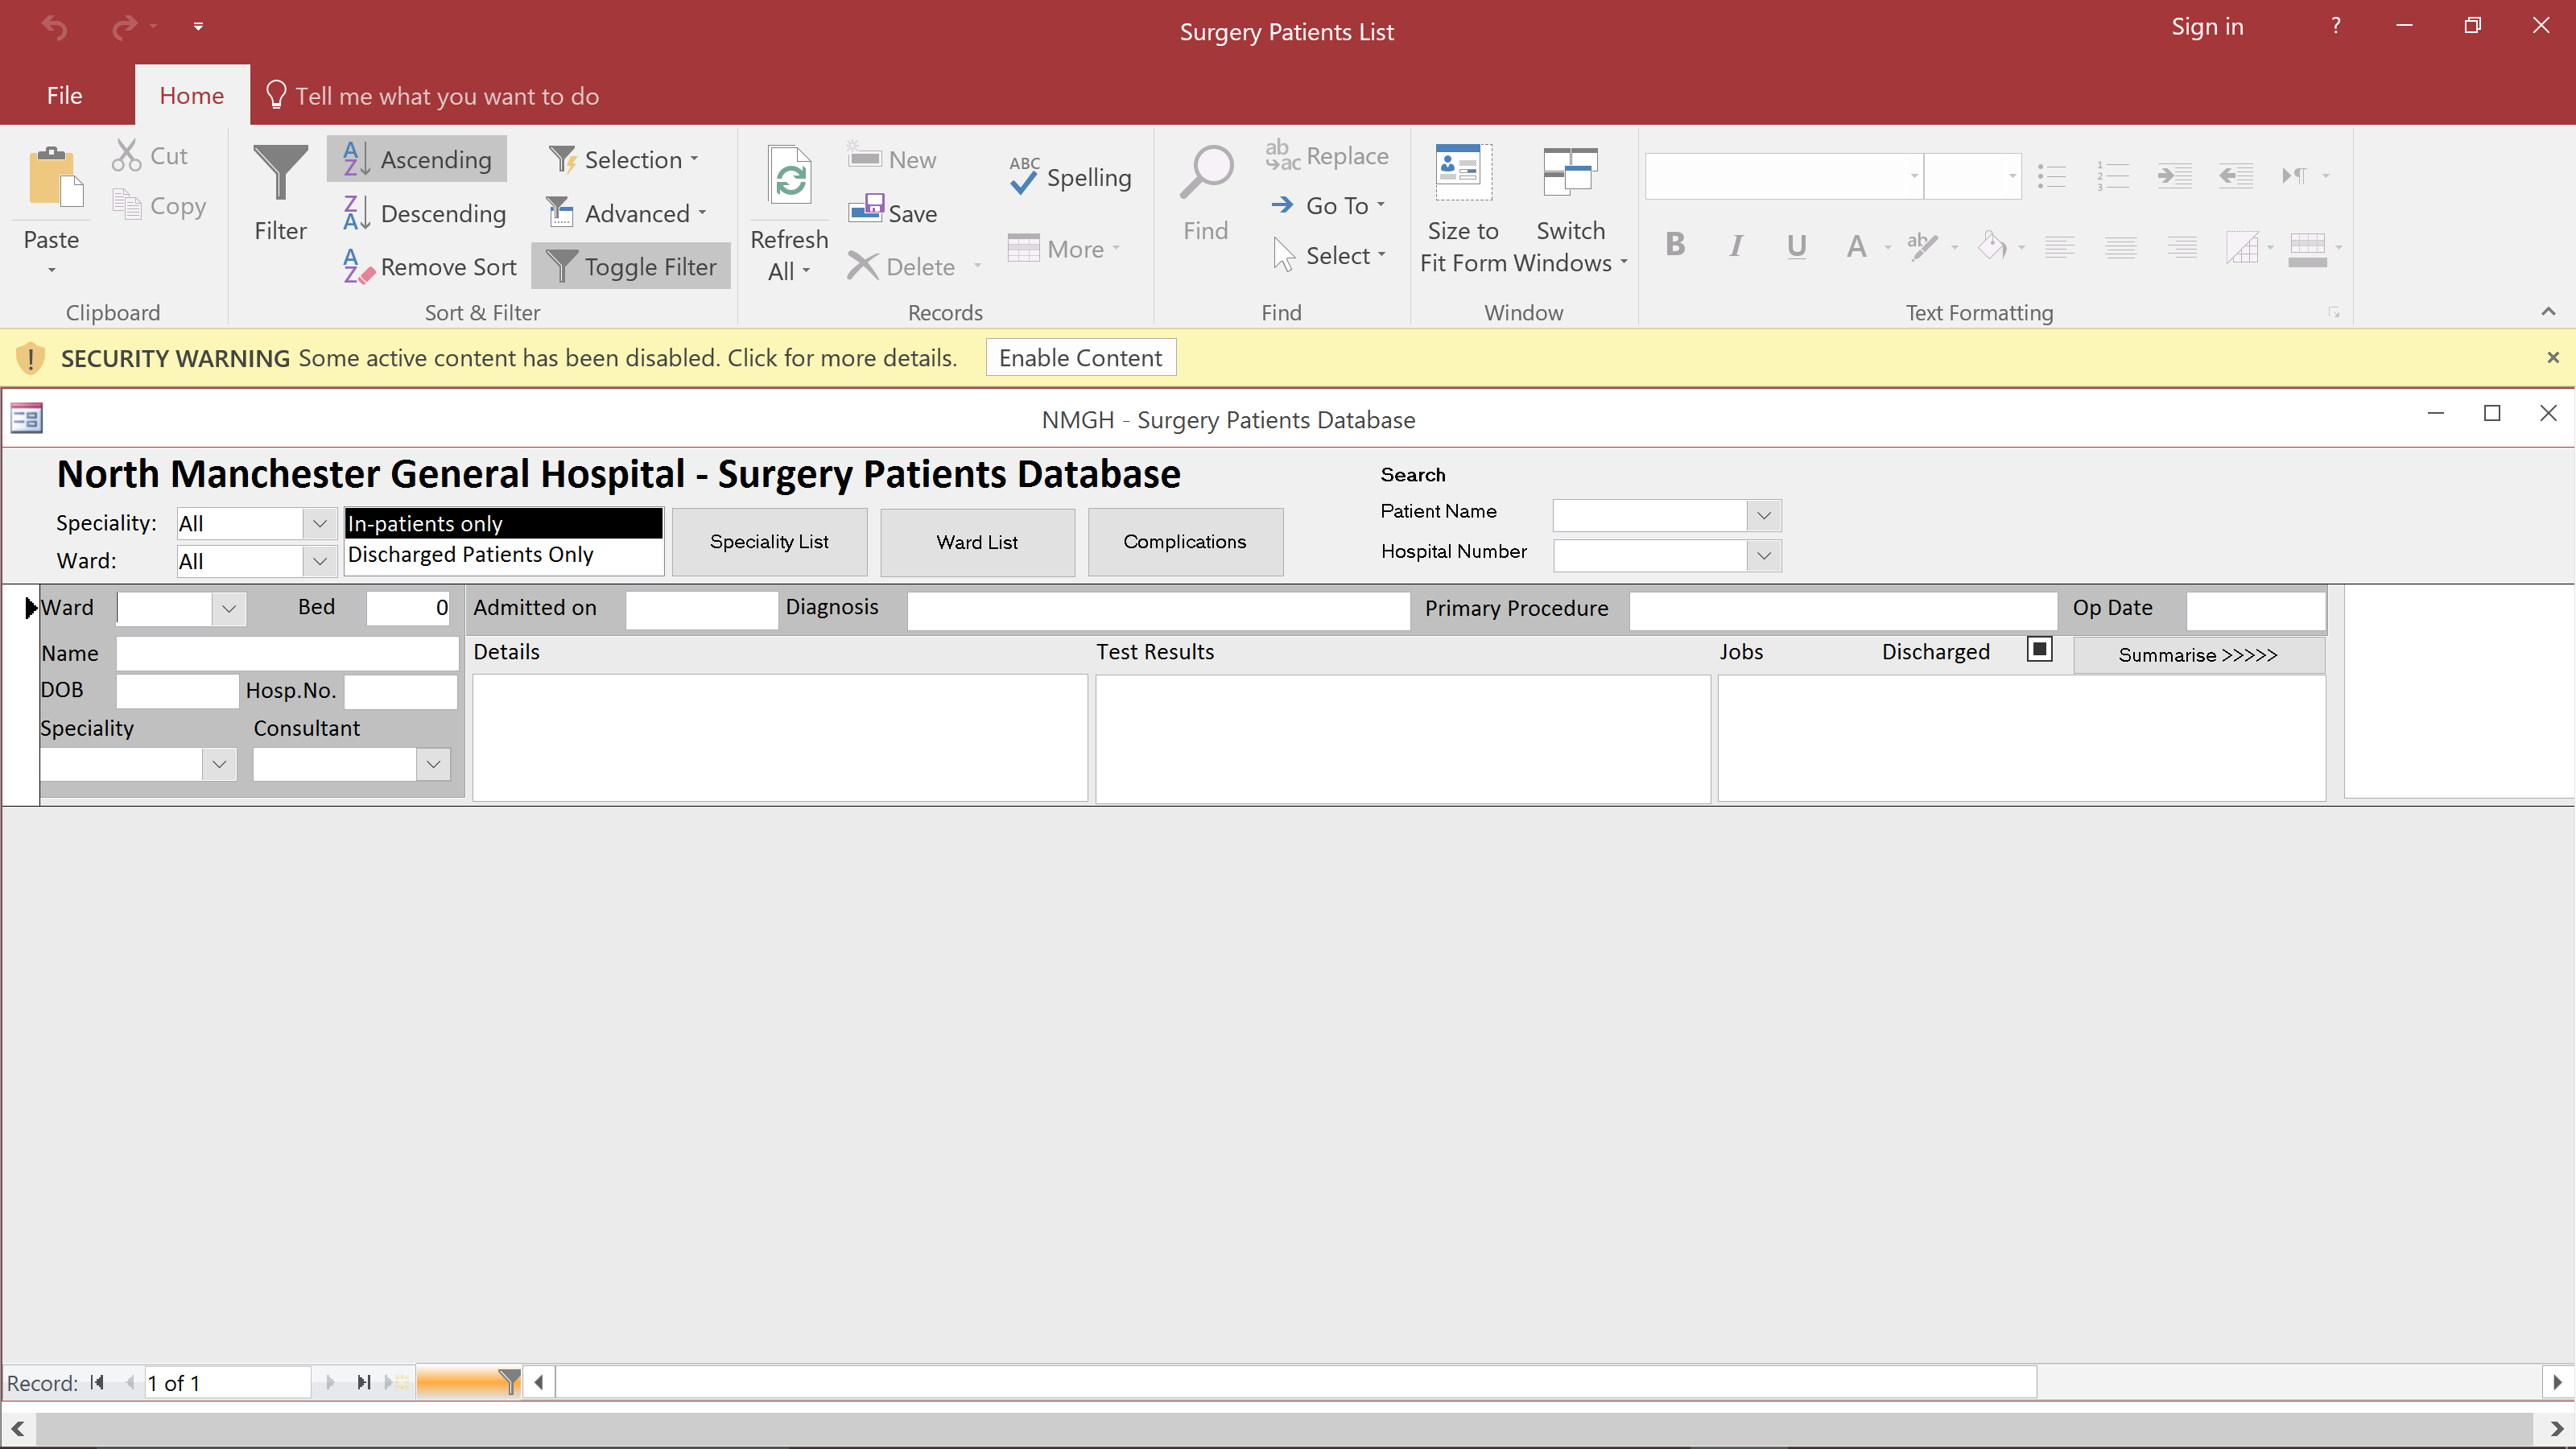 Surgery Patients List
Sign in
?
File
Home
Tell me what you want to do
Paste
Cut
Copy
Clipboard
Filter
Ascending
Descending
Remove Sort
Selection
Advanced
Toggle Filter
Sort & Filter
Refresh
All
New
Save
Delete
ABC
Spelling
More
Records
Find
Replace
Go To
Select
Find
Size to
Fit Form
Switch
Windows
Window
B I U A ab
Text Formatting
SECURITY WARNING Some active content has been disabled. Click for more details.
Enable Content
NMGH - Surgery Patients Database
North Manchester General Hospital - Surgery Patients Database
Search
Speciality: All
Ward: All
In-patients only
Discharged Patients Only
Speciality List
Ward List
Complications
Patient Name
Hospital Number
Ward
Bed 0
Admitted on
Diagnosis
Primary Procedure
Op Date
Name
Details
Test Results
Jobs
Discharged
Summarise >>>>>
DOB
Hosp.No.
Speciality
Consultant
Record: 1 of 1